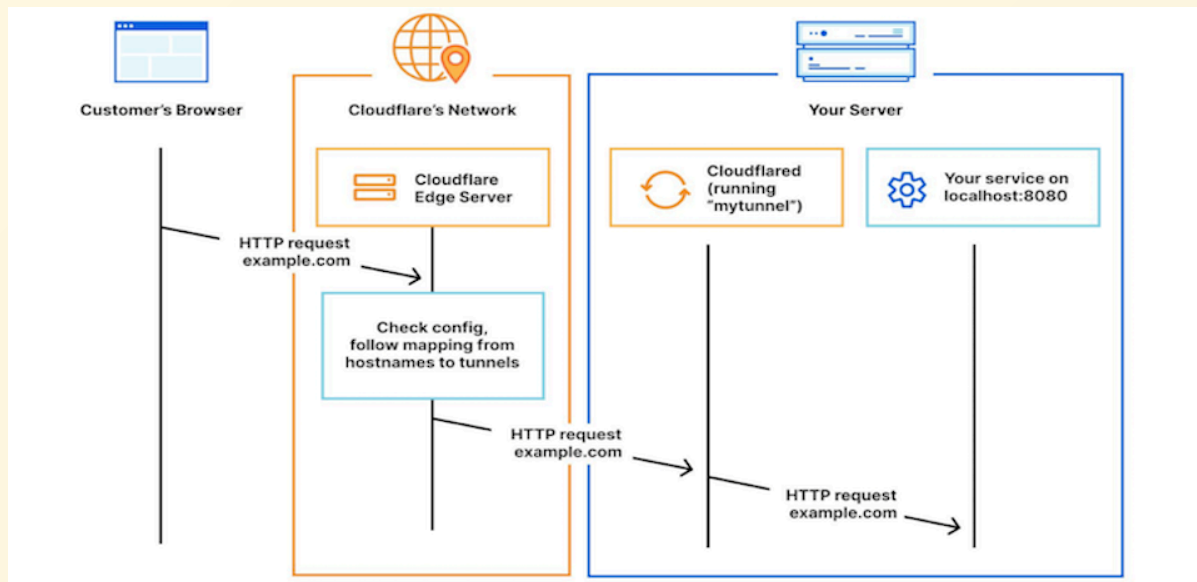 Customer's Browser
Cloudflare's Network
Your Server
Cloudflare
Edge Server
Cloudflared
(running
"mytunnel")
Your service on
localhost:8080
HTTP request
example.com
Check config,
follow mapping from
hostnames to tunnels
HTTP request
example.com
HTTP request
example.com